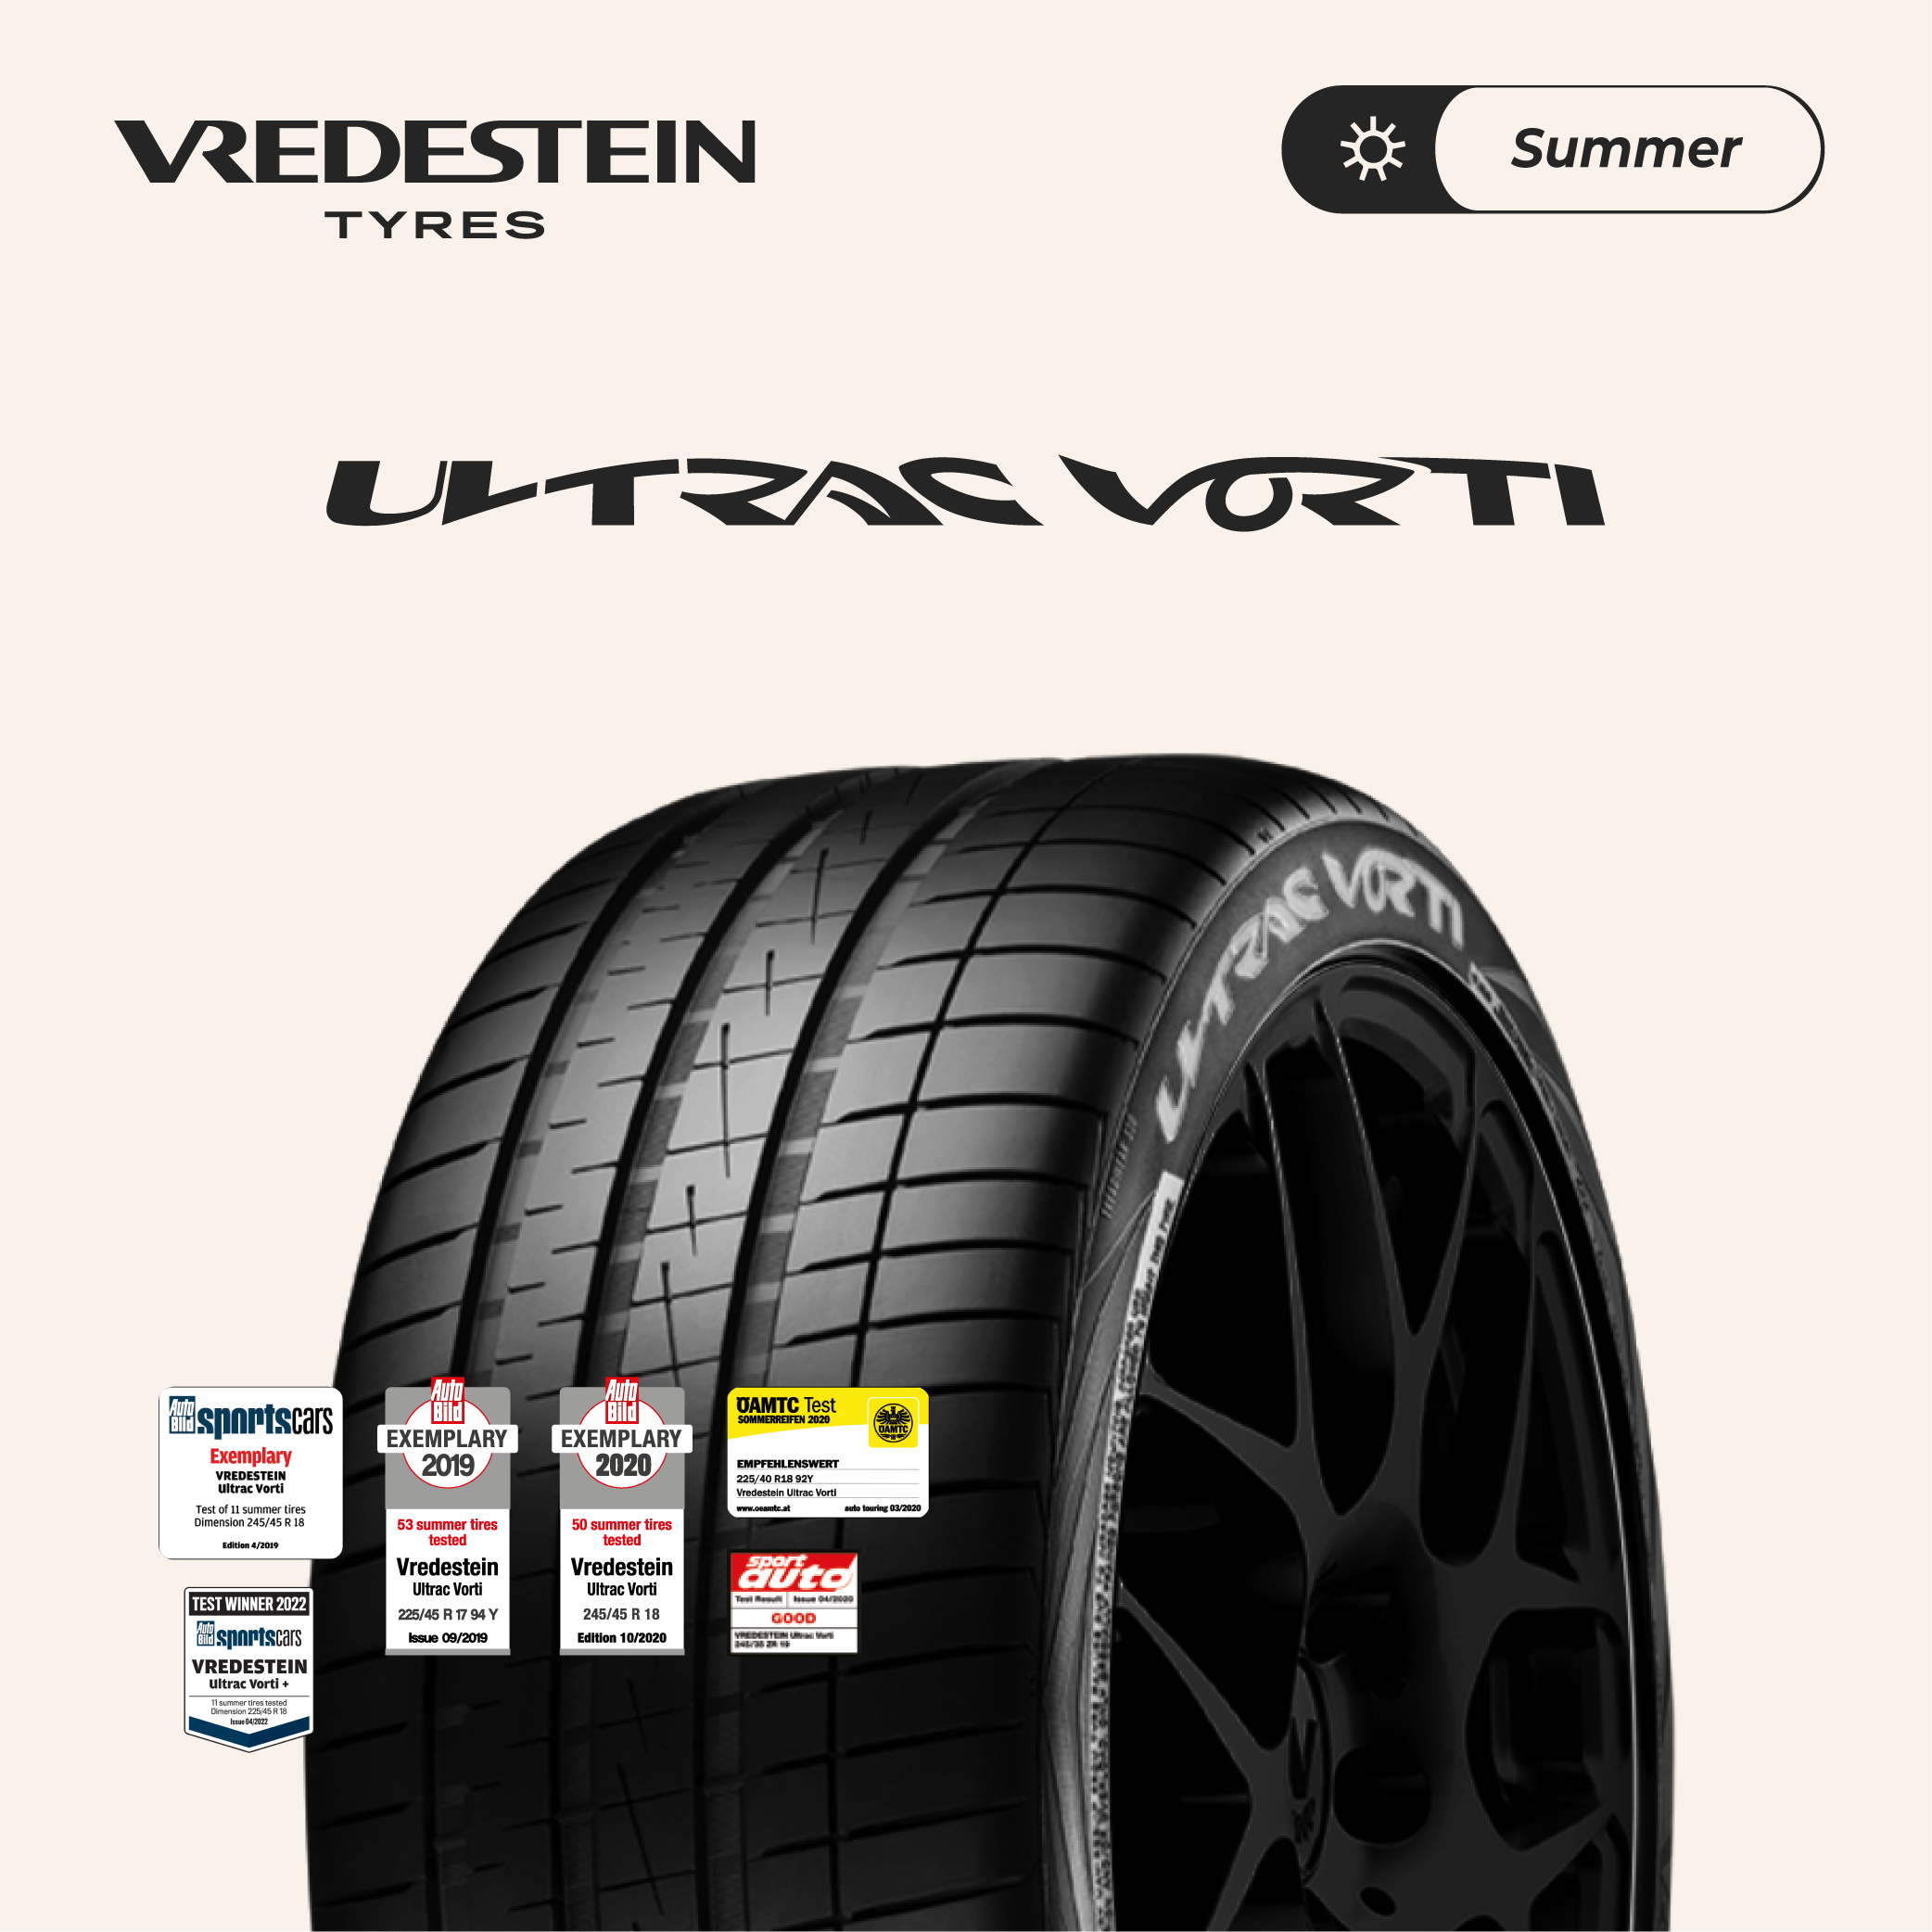 VREDESTEIN
TYRES
Summer
ULTRAC VORTI
ULTRAC VORTI
Auto Bild sportscars
Exemplary
VREDESTEIN
Ultrac Vorti
Test of 11 summer tires
Dimension 245/45 R 18
Edition 4/2019
TEST WINNER 2022
Auto Bild sportscars
VREDESTEIN
Ultrac Vorti +
11 summer tires tested
Dimension 225/45 R 18
Issue 04/2022
Auto
Bild
EXEMPLARY
2019
53 summer tires
tested
Vredestein
Ultrac Vorti
225/45 R 17 94 Y
Issue 09/2019
Auto
Bild
EXEMPLARY
2020
50 summer tires
tested
Vredestein
Ultrac Vorti
245/45 R 18
Edition 10/2020
ÖAMTC Test
SOMMERREIFEN 2020
ÖAMTC
EMPFEHLENSWERT
225/40 R18 92Y
Vredestein Ultrac Vorti
www.oeamtc.at auto touring 03/2020
sport
auto
Test Result Issue 04/2020
VREDESTEIN Ultrac Vorti
245/35 ZR 19